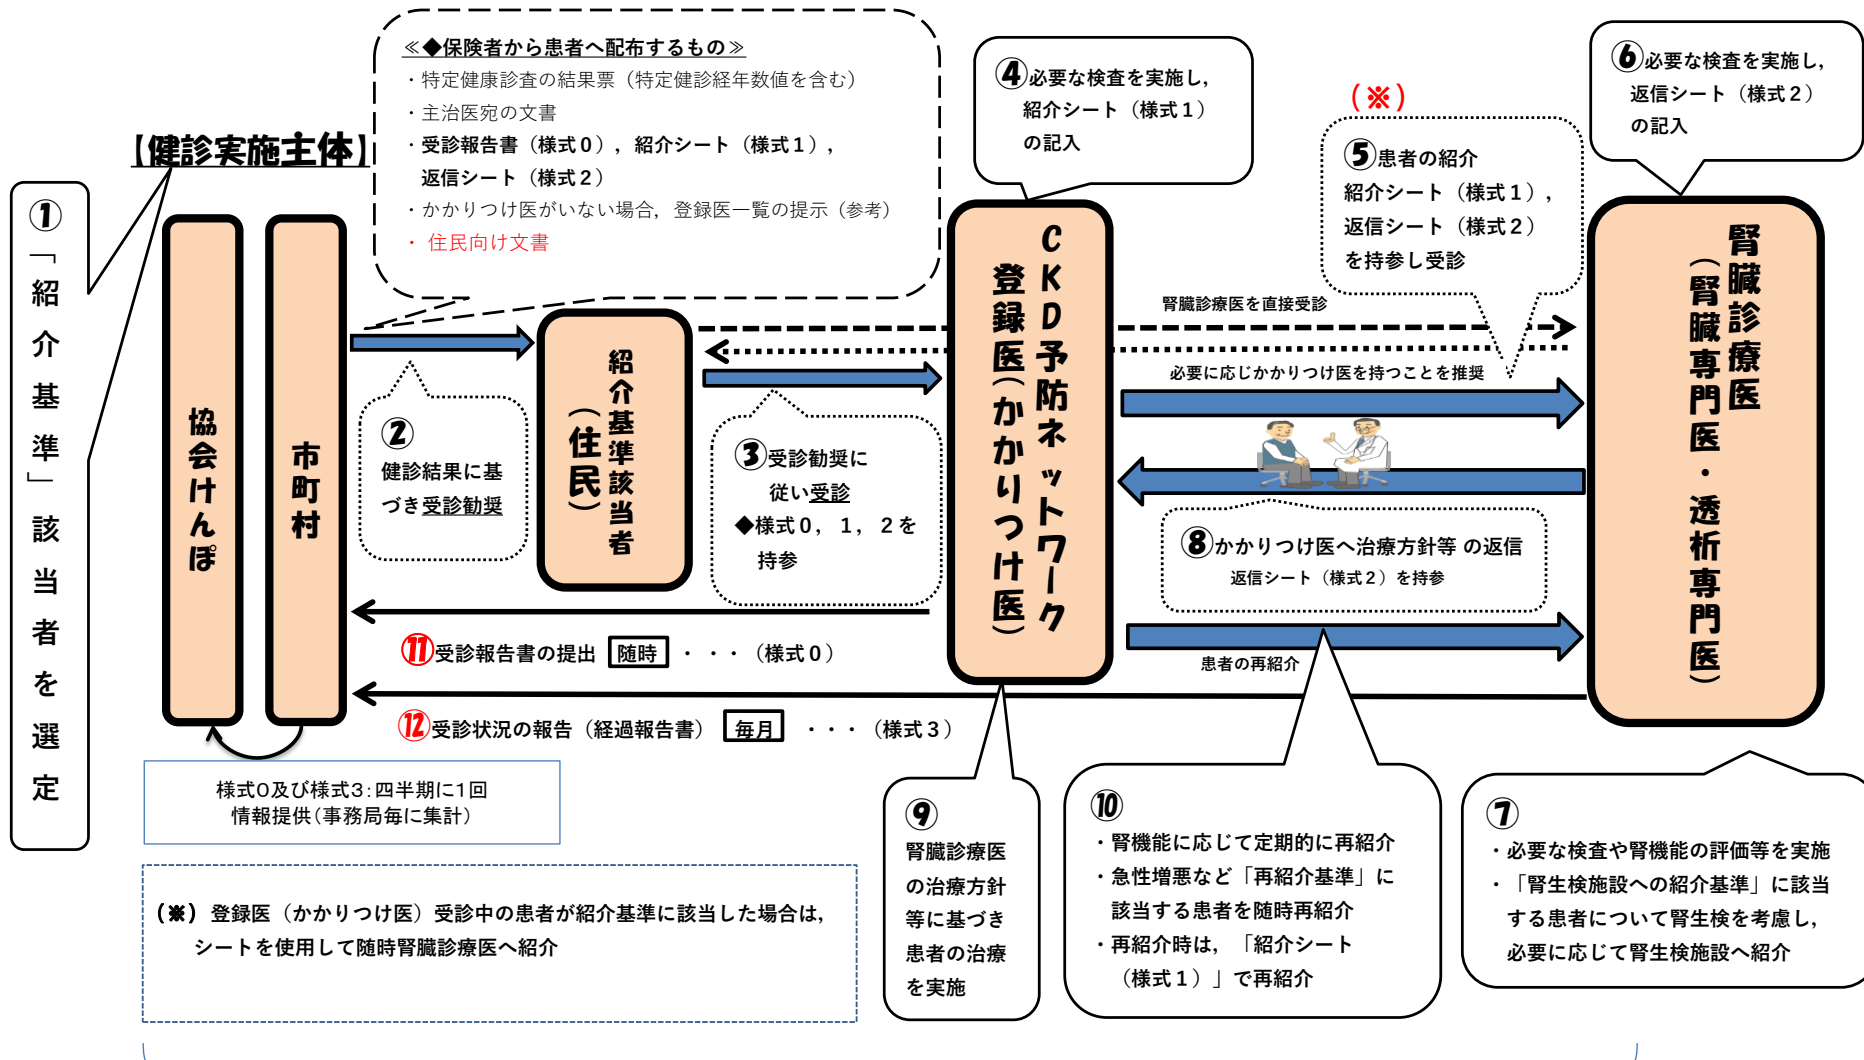 ≪◆保険者から患者へ配布するもの≫
・特定健康診査の結果票（特定健診経年数値を含む）
・主治医宛の文書
・受診報告書（様式０），紹介シート（様式１），
返信シート（様式２）
・かかりつけ医がいない場合，登録医一覧の提示（参考）
・ 住民向け文書
【健診実施主体】
①「紹介基準」該当者を選定
協会けんぽ
市町村
②
健診結果に基
づき受診勧奨
紹介基準該当者
（住民）
③受診勧奨に
従い受診
◆様式０，１，２を
持参
④必要な検査を実施し，
紹介シート（様式１）
の記入
ＣＫＤ予防ネットワーク
登録医（かかりつけ医）
（※）
⑤患者の紹介
紹介シート（様式１），
返信シート（様式２）
を持参し受診
⑥必要な検査を実施し，
返信シート（様式２）
の記入
腎臓診療医
（腎臓専門医・透析専門医）
腎臓診療医を直接受診
必要に応じかかりつけ医を持つことを推奨
⑧かかりつけ医へ治療方針等 の返信
返信シート（様式２）を持参
患者の再紹介
⑪受診報告書の提出 随時 ・・・（様式０）
⑫受診状況の報告（経過報告書） 毎月 ・・・（様式３）
様式0及び様式3：四半期に1回
情報提供（事務局毎に集計）
（※）登録医（かかりつけ医）受診中の患者が紹介基準に該当した場合は，
シートを使用して随時腎臓診療医へ紹介
⑨
腎臓診療医
の治療方針
等に基づき
患者の治療
を実施
⑩
・腎機能に応じて定期的に再紹介
・急性増悪など「再紹介基準」に
該当する患者を随時再紹介
・再紹介時は，「紹介シート
（様式１）」で再紹介
⑦
・必要な検査や腎機能の評価等を実施
・「腎生検施設への紹介基準」に該当
する患者について腎生検を考慮し，
必要に応じて腎生検施設へ紹介